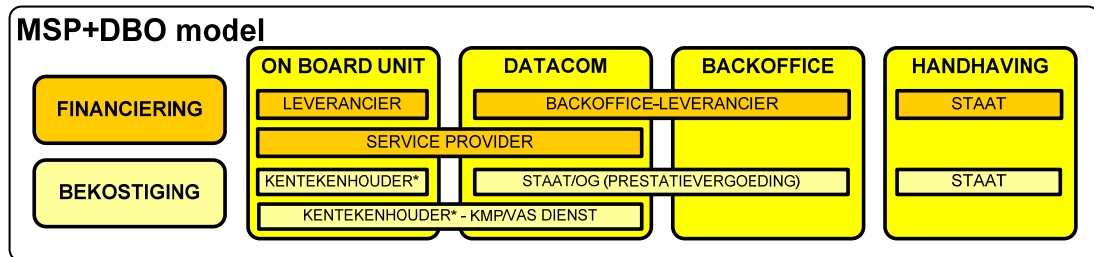 MSP+DBO model
ON BOARD UNIT
DATACOM
BACKOFFICE
HANDHAVING
FINANCIERING
LEVERANCIER
BACKOFFICE-LEVERANCIER
STAAT
SERVICE PROVIDER
BEKOSTIGING
KENTEKENHOUDER*
STAAT/OG (PRESTATIEVERGOEDING)
STAAT
KENTEKENHOUDER* - KMP/VAS DIENST